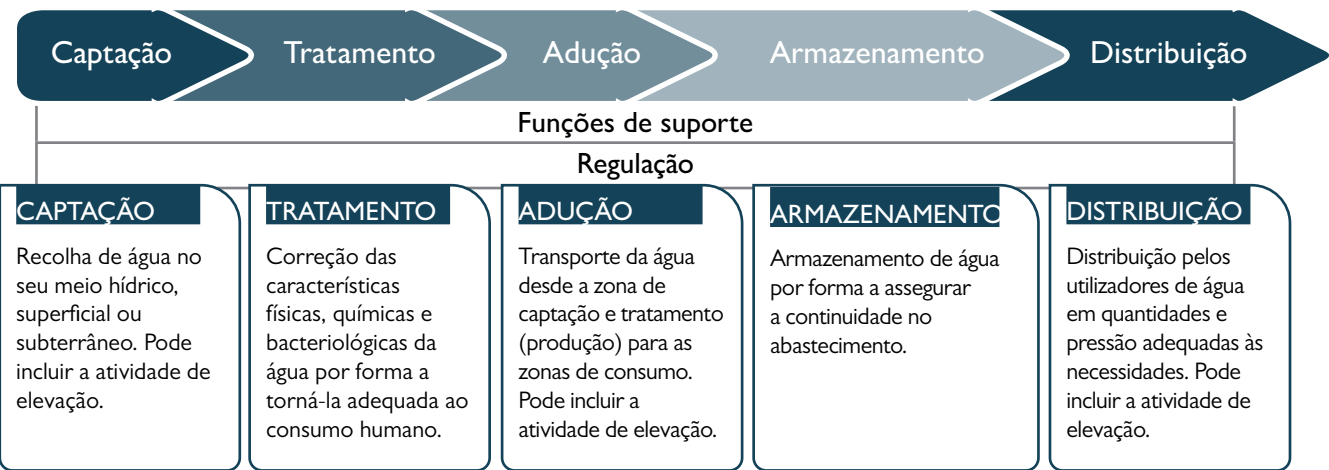 Captação
Tratamento
Adução
Armazenamento
Distribuição
Funções de suporte
Regulação
CAPTAÇÃO
Recolha de água no
seu meio hídrico,
superficial ou
subterrâneo. Pode
incluir a atividade de
elevação.
TRATAMENTO
Correção das
características
físicas, químicas e
bacteriológicas da
água por forma a
torná-la adequada ao
consumo humano.
ADUÇÃO
Transporte da água
desde a zona de
captação e tratamento
(produção) para as
zonas de consumo.
Pode incluir a
atividade de elevação.
ARMAZENAMENTO
Armazenamento de água
por forma a assegurar
a continuidade no
abastecimento.
DISTRIBUIÇÃO
Distribuição pelos
utilizadores de água
em quantidades e
pressão adequadas às
necessidades. Pode
incluir a atividade de
elevação.